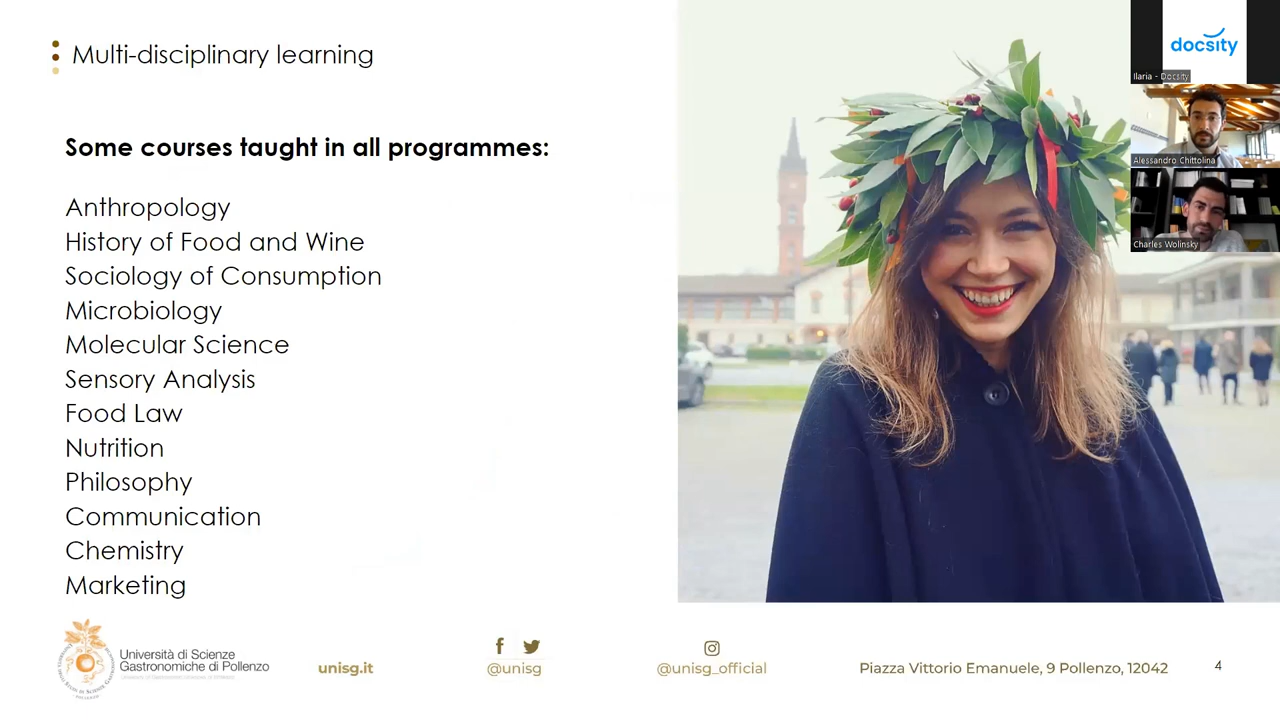 Multi-disciplinary learning
Some courses taught in all programmes:
Anthropology
History of Food and Wine
Sociology of Consumption
Microbiology
Molecular Science
Sensory Analysis
Food Law
Nutrition
Philosophy
Communication
Chemistry
Marketing
docsity
Ilaria - Docsity
Alessandro Chittolina
Charles Wolinsky
Università di Scienze
Gastronomiche di Pollenzo
unisg.it
@unisg
@unisg_official
Piazza Vittorio Emanuele, 9 Pollenzo, 12042
4